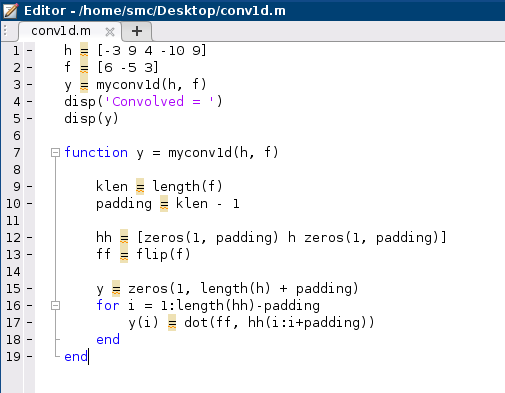 Editor - /home/smc/Desktop/conv1d.m
conv1d.m
1 - h = [-3 9 4 -10 9]
2 - f = [6 -5 3]
3 - y = myconv1d(h, f)
4 - disp('Convolved = ')
5 - disp(y)
6
7 function y = myconv1d(h, f)
8
9 - klen = length(f)
10 - padding = klen - 1
11
12 - hh = [zeros(1, padding) h zeros(1, padding)]
13 - ff = flip(f)
14
15 - y = zeros(1, length(h) + padding)
16 - for i = 1:length(hh)-padding
17 - y(i) = dot(ff, hh(i:i+padding))
18 - end
19 - end